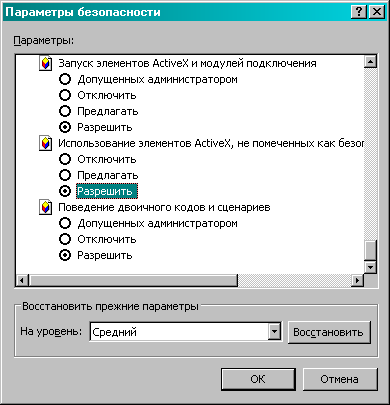 Параметры безопасности
Параметры:
Запуск элементов ActiveX и модулей подключения
Допущенных администратором
Отключить
Предлагать
Разрешить
Использование элементов ActiveX, не помеченных как безоп
Отключить
Предлагать
Разрешить
Поведение двоичного кодов и сценариев
Допущенных администратором
Отключить
Разрешить
Восстановить прежние параметры
На уровень: Средний Восстановить
OK Отмена